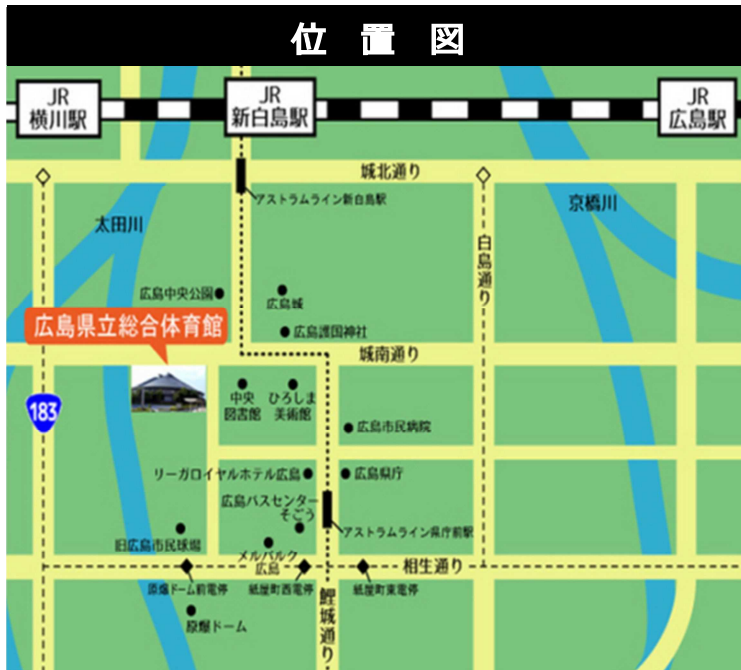 位置図
JR
横川駅
JR
新白島駅
JR
広島駅
城北通り
アストラムライン新白島駅
太田川
京橋川
白島通り
広島中央公園
広島城
広島県立総合体育館
広島護国神社
城南通り
183
中央
図書館
ひろしま
美術館
広島市民病院
リーガロイヤルホテル広島
広島県庁
広島バスセンター
そごう
アストラムライン県庁前駅
旧広島市民球場
メルパルク
広島
相生通り
原爆ドーム前電停
紙屋町西電停
紙屋町東電停
鯉城通り
原爆ドーム